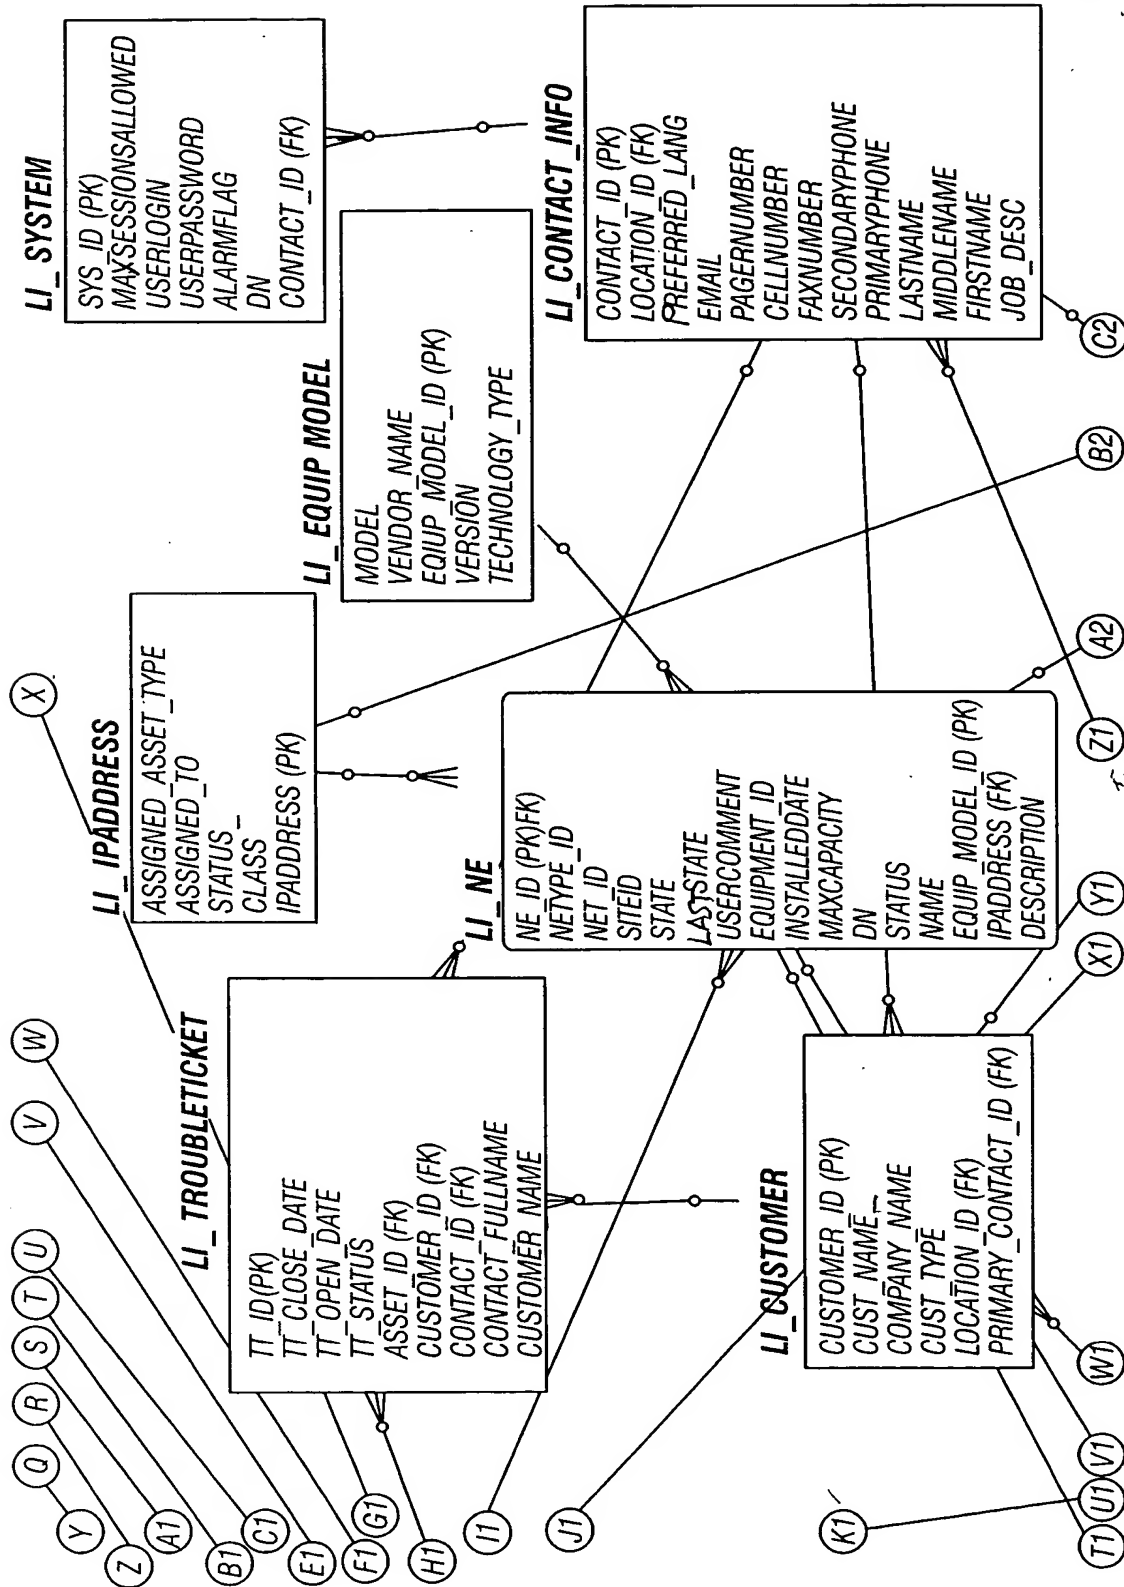 LI_SYSTEM
SYS_ID (PK)
MAXSESSIONSALLOWED
USERLOGIN
USERPASSWORD
ALARMFLAG
DN
CONTACT_ID (FK)
LI_EQUIP MODEL
MODEL
VENDOR_NAME
EQIUP_MODEL_ID (PK)
VERSION
TECHNOLOGY_TYPE
LI_CONTACT_INFO
CONTACT_ID (PK)
LOCATION_ID (FK)
PREFERRED_LANG
EMAIL
PAGERNUMBER
CELLNUMBER
FAXNUMBER
SECONDARYPHONE
PRIMARYPHONE
LASTNAME
MIDDLENAME
FIRSTNAME
JOB_DESC
LI_IPADDRESS
ASSIGNED_ASSET_TYPE
ASSIGNED_TO
STATUS_
CLASS
IPADDRESS (PK)
LI_NE
NE_ID (PK)FK)
NETYPE_ID
NET_ID
SITEID
STATE
LASTSTATE
USERCOMMENT
EQUIPMENT_ID
INSTALLEDDATE
MAXCAPACITY
DN
STATUS
NAME
EQUIP_MODEL_ID (PK)
IPADDRESS (FK)
DESCRIPTION
LI_TROUBLETICKET
TT_ID(PK)
TT_CLOSE_DATE
TT_OPEN_DATE
TT_STATUS
ASSET_ID (FK)
CUSTOMER_ID (FK)
CONTACT_ID (FK)
CONTACT_FULLNAME
CUSTOMER_NAME
LI_CUSTOMER
CUSTOMER_ID (PK)
CUST_NAME_
COMPANY_NAME
CUST_TYPE
LOCATION_ID (FK)
PRIMARY_CONTACT_ID (FK)
Q
R
S
T
U
V
W
X
Y
Z
A1
B1
C1
E1
F1
G1
H1
I1
J1
K1
T1
U1
V1
W1
X1
Y1
Z1
A2
B2
C2